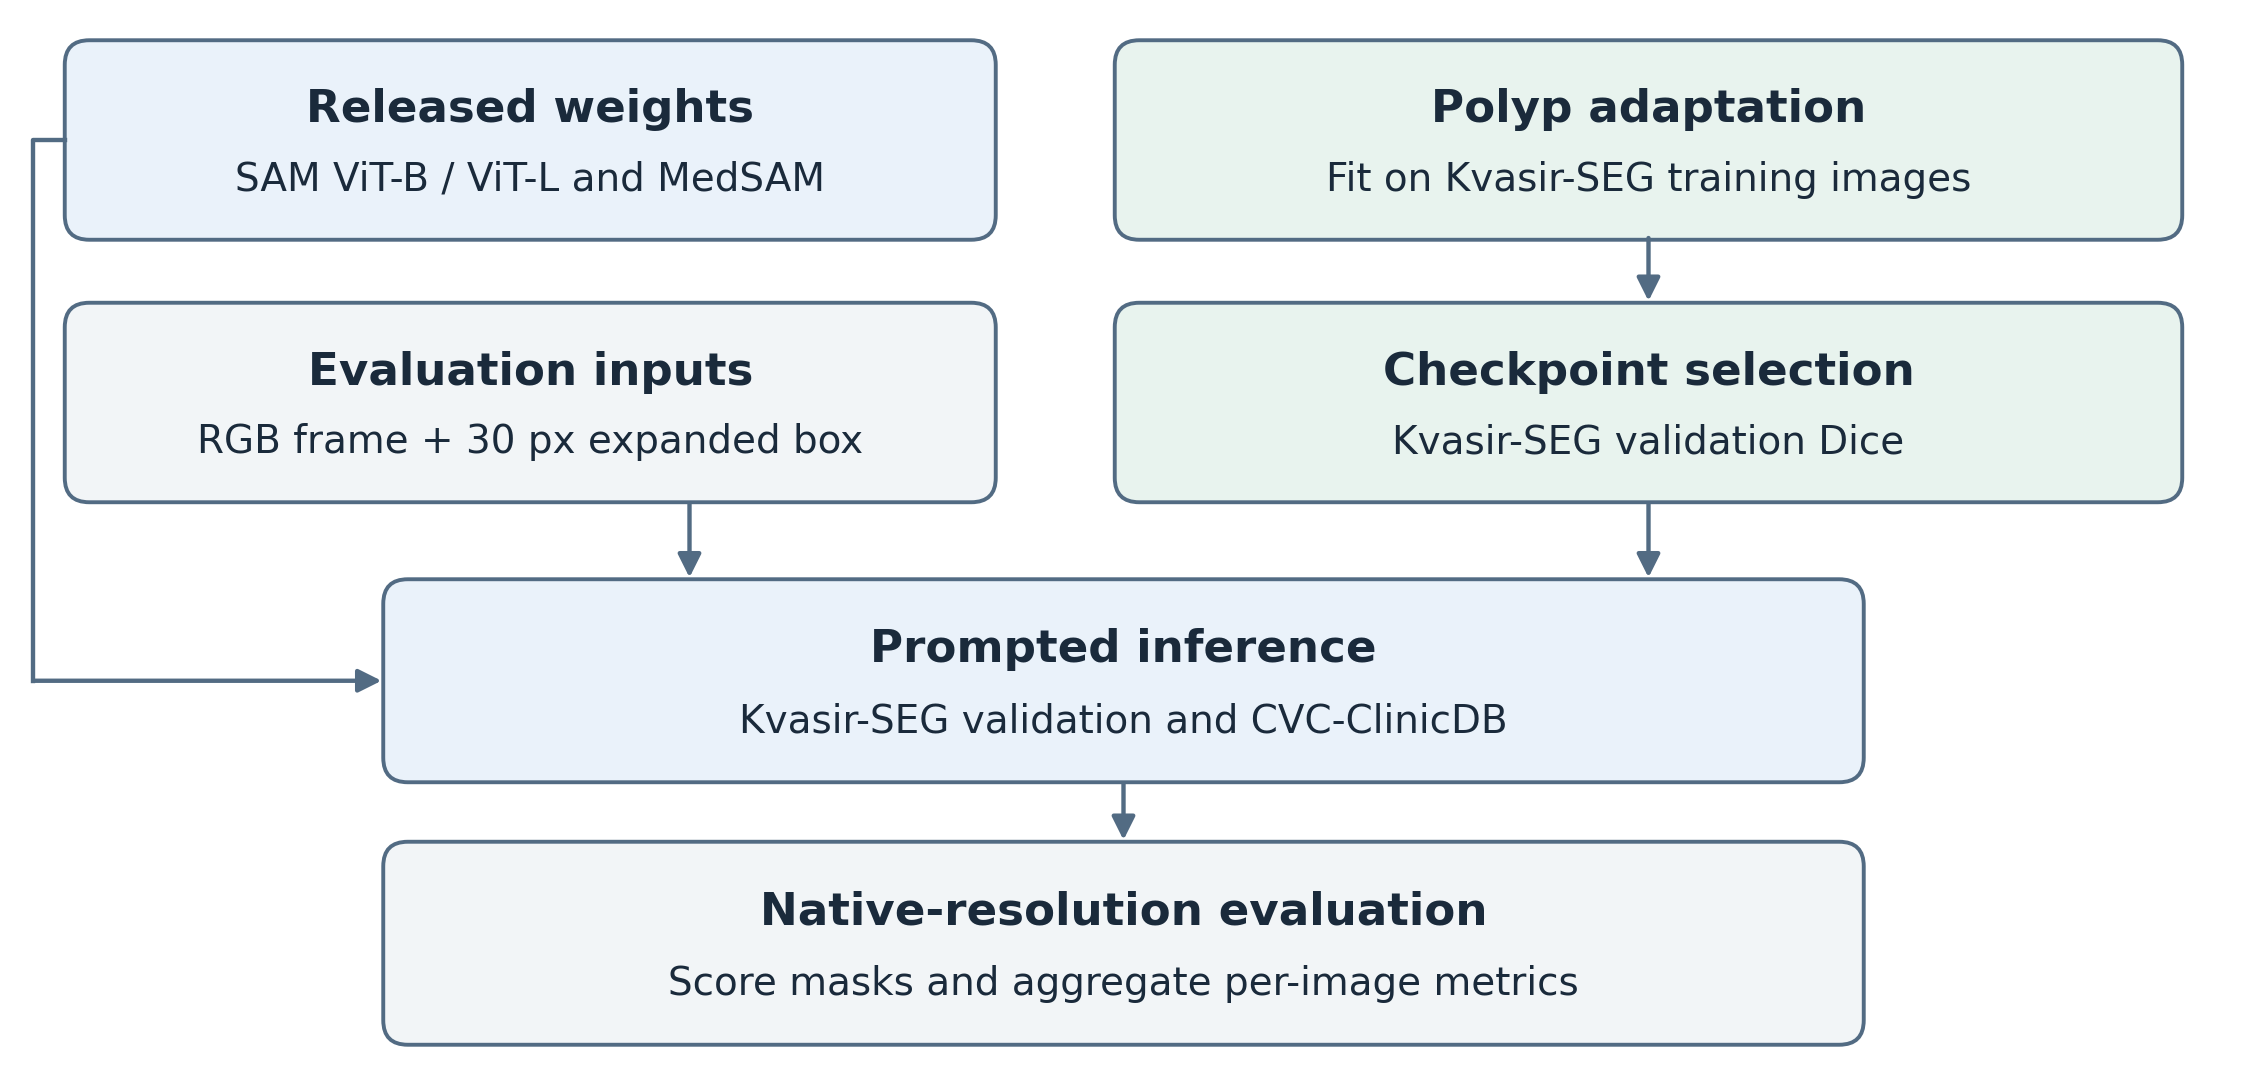 Released weights
SAM ViT-B / ViT-L and MedSAM
Polyp adaptation
Fit on Kvasir-SEG training images
Evaluation inputs
RGB frame + 30 px expanded box
Checkpoint selection
Kvasir-SEG validation Dice
Prompted inference
Kvasir-SEG validation and CVC-ClinicDB
Native-resolution evaluation
Score masks and aggregate per-image metrics